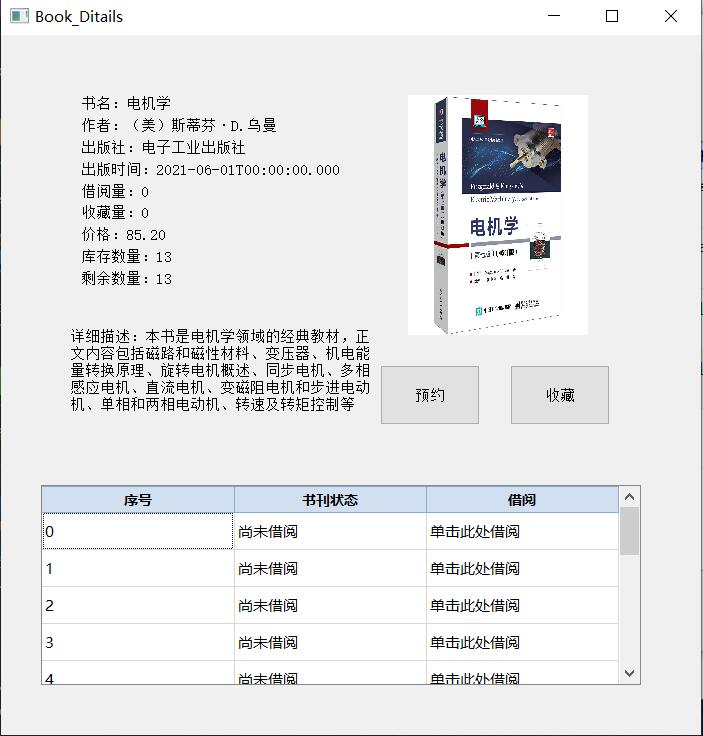 Book_Ditails
书名：电机学
作者：（美）斯蒂芬·D.乌曼
出版社：电子工业出版社
出版时间：2021-06-01T00:00:00.000
借阅量：0
收藏量：0
价格：85.20
库存数量：13
剩余数量：13
电机学
Fitzgerald & Kingsley's
电机学
详细描述：本书是电机学领域的经典教材，正
文内容包括磁路和磁性材料、变压器、机电能
量转换原理、旋转电机概述、同步电机、多相
感应电机、直流电机、变磁阻电机和步进电动
机、单相和两相电动机、转速及转矩控制等
预约
收藏
序号 书刊状态 借阅
0 尚未借阅 单击此处借阅
1 尚未借阅 单击此处借阅
2 尚未借阅 单击此处借阅
3 尚未借阅 单击此处借阅
4 尚未借阅 单击此处借阅